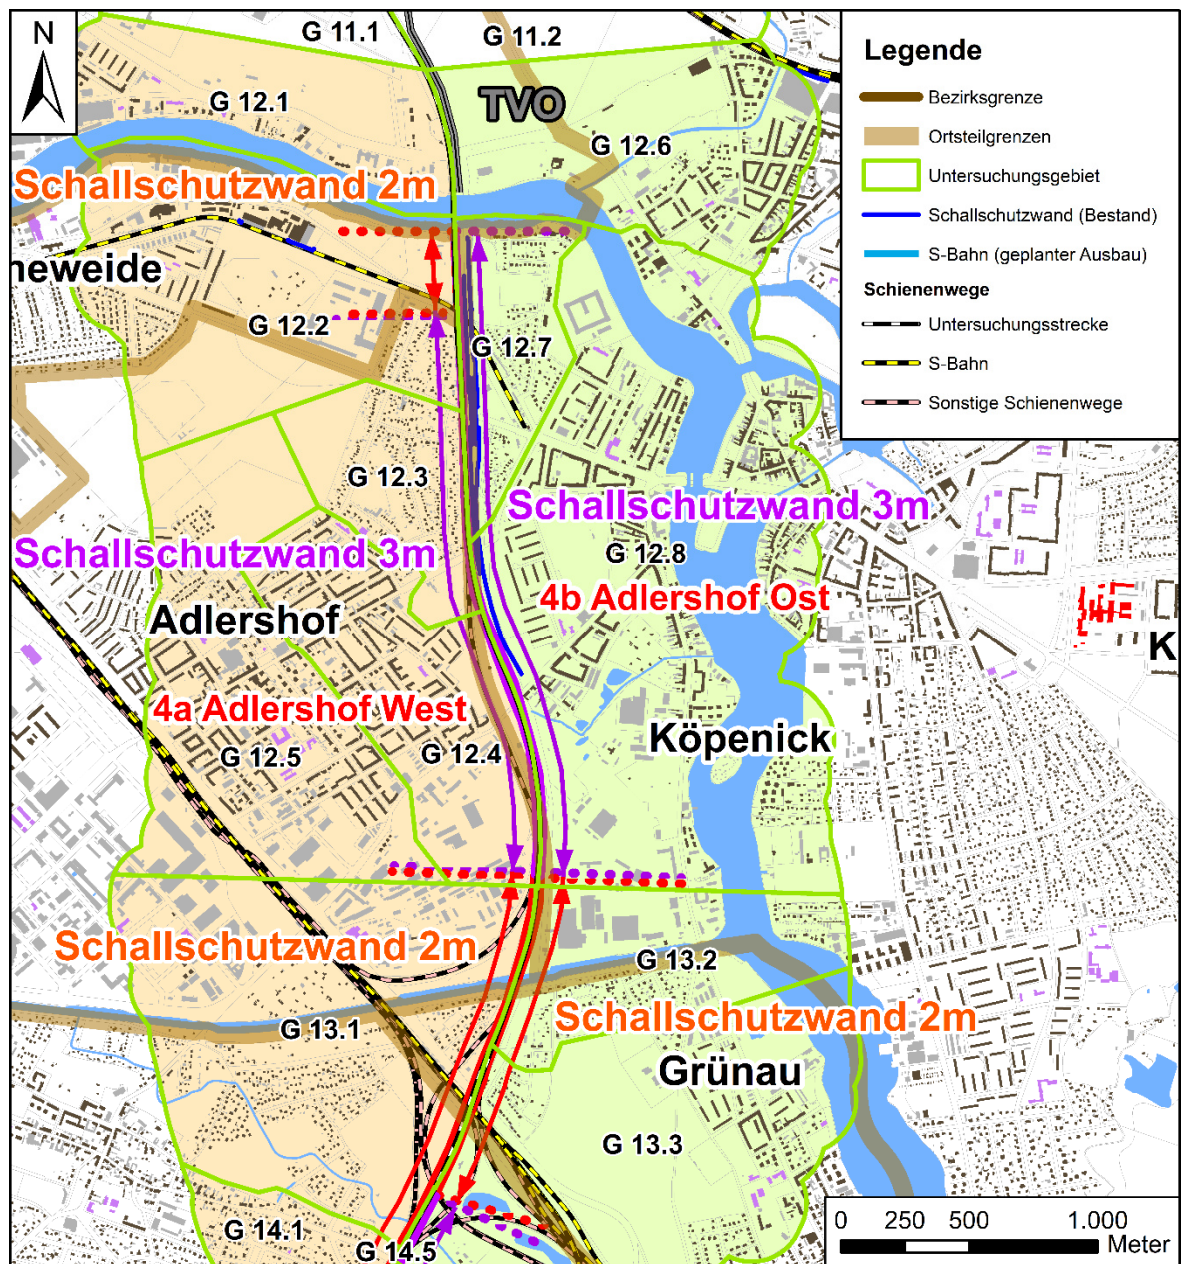 N
G 11.1
G 11.2
TVO
G 12.1
G 12.6
Schallschutzwand 2m
neweide
G 12.2
G 12.7
G 12.3
Schallschutzwand 3m
Schallschutzwand 3m
G 12.8
4b Adlershof Ost
Adlershof
K
4a Adlershof West
Köpenick
G 12.5
G 12.4
Schallschutzwand 2m
G 13.2
G 13.1
Schallschutzwand 2m
Grünau
G 13.3
G 14.1
G 14.5
Legende
Bezirksgrenze
Ortsteilgrenzen
Untersuchungsgebiet
Schallschutzwand (Bestand)
S-Bahn (geplanter Ausbau)
Schienenwege
Untersuchungsstrecke
S-Bahn
Sonstige Schienenwege
0 250 500 1.000
Meter